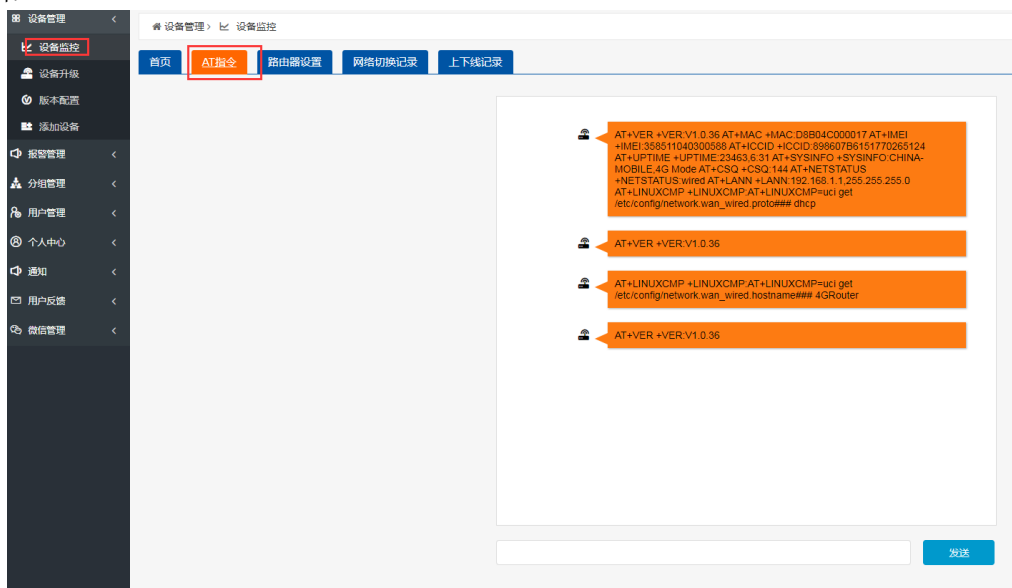 设备管理
设备监控
设备升级
版本配置
添加设备
报警管理
分组管理
用户管理
个人中心
通知
用户反馈
微信管理
设备管理› 设备监控
首页 AT指令 路由器设置 网络切换记录 上下线记录
AT+VER +VER:V1.0.36 AT+MAC +MAC:D8B04C000017 AT+IMEI
+IMEI:358511040300588 AT+ICCID +ICCID:898607B6151770265124
AT+UPTIME +UPTIME:23463,6:31 AT+SYSINFO +SYSINFO:CHINA-
MOBILE,4G Mode AT+CSQ +CSQ:144 AT+NETSTATUS
+NETSTATUS:wired AT+LANN +LANN:192.168.1.1,255.255.255.0
AT+LINUXCMP +LINUXCMP:AT+LINUXCMP=uci get
/etc/config/network.wan_wired.proto### dhcp
AT+VER +VER:V1.0.36
AT+LINUXCMP +LINUXCMP:AT+LINUXCMP=uci get
/etc/config/network.wan_wired.hostname### 4GRouter
AT+VER +VER:V1.0.36
发送